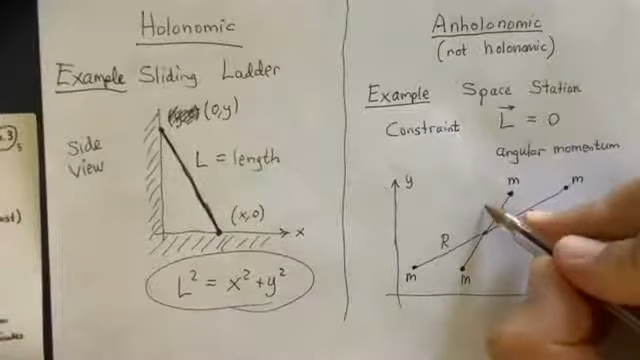 Holonomic
Example Sliding Ladder
Side
view
(0,y)
L = length
(x,0)
x
L² = x² + y²
Anholonomic
(not holonomic)
Example Space Station
Constraint L⃗ = 0
angular momentum
y
m
m
R
m
m